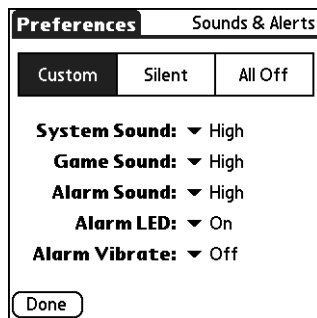 Preferences Sounds & Alerts
Custom Silent All Off
System Sound: High
Game Sound: High
Alarm Sound: High
Alarm LED: On
Alarm Vibrate: Off
Done